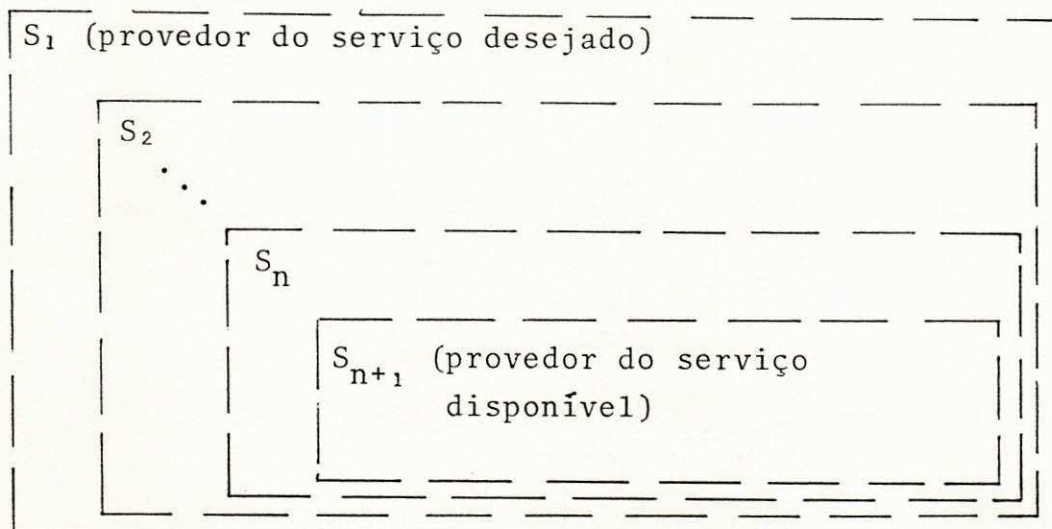 S₁ (provedor do serviço desejado)
S₂
Sₙ
Sₙ₊₁ (provedor do serviço
disponível)